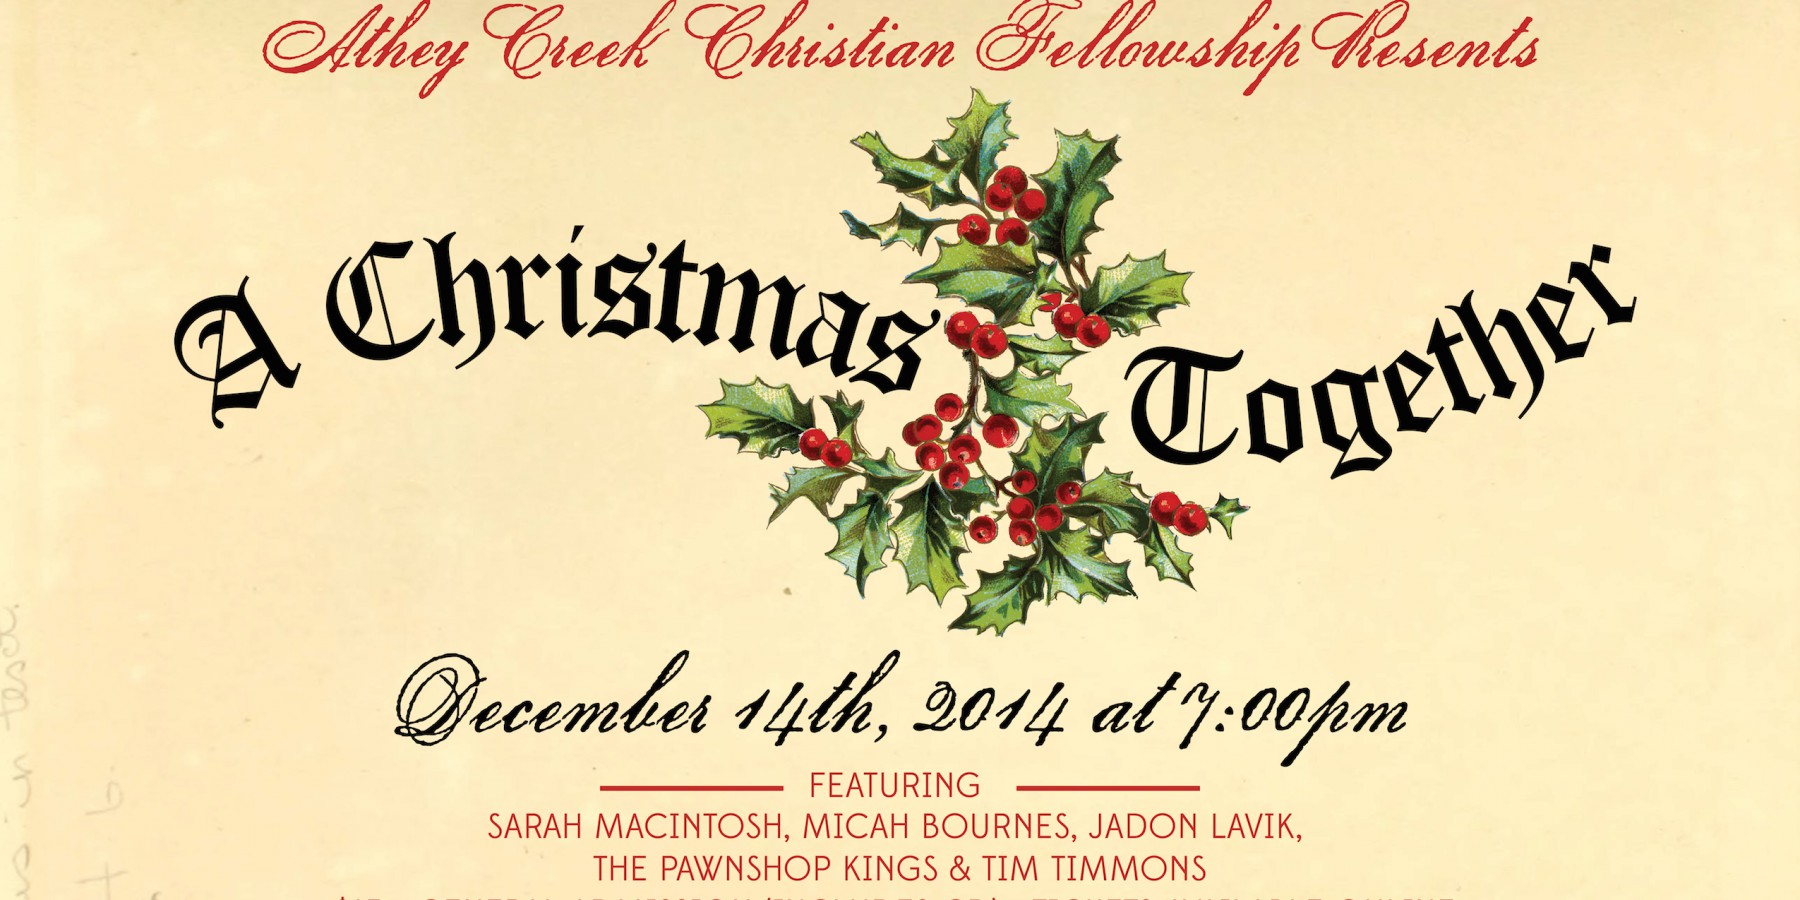 Athey Creek Christian Fellowship Presents
A Christmas Together
December 14th, 2014 at 7:00pm
FEATURING
SARAH MACINTOSH, MICAH BOURNES, JADON LAVIK,
THE PAWNSHOP KINGS & TIM TIMMONS